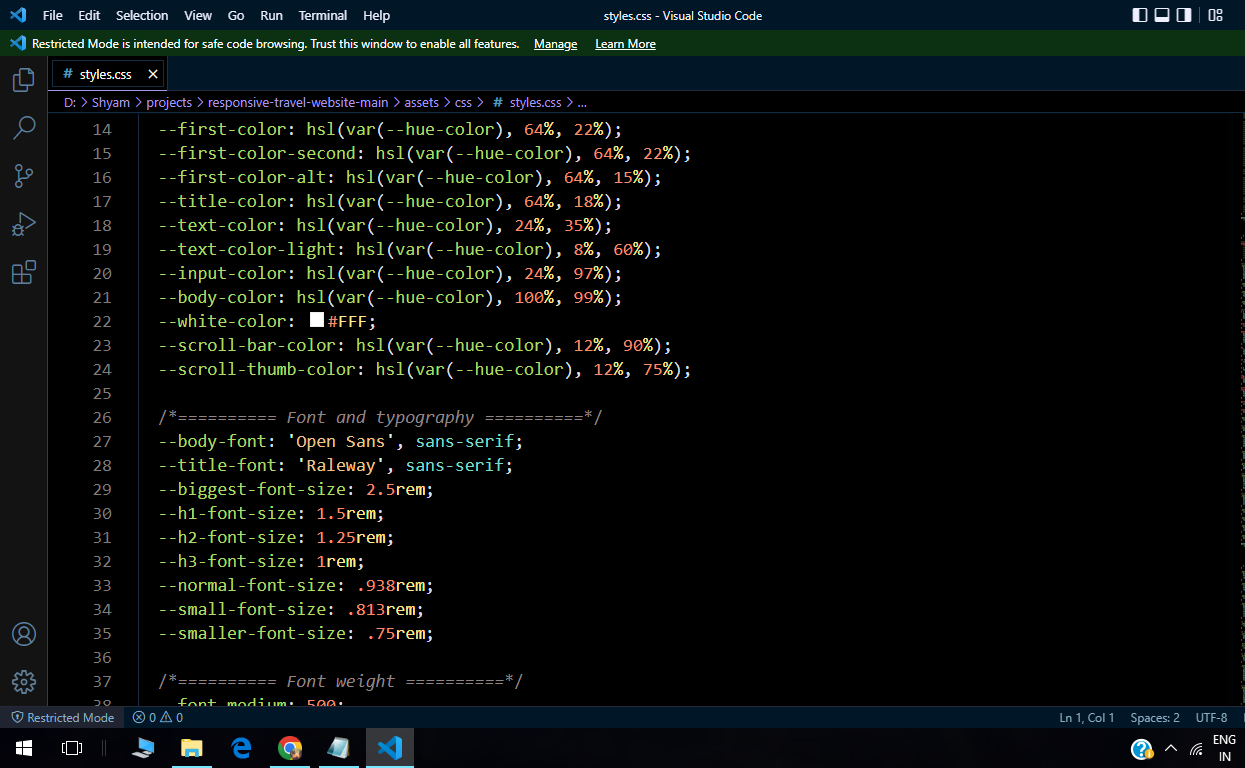 File Edit Selection View Go Run Terminal Help styles.css - Visual Studio Code
Restricted Mode is intended for safe code browsing. Trust this window to enable all features. Manage Learn More
# styles.css ×
D: > Shyam > projects > responsive-travel-website-main > assets > css > # styles.css > ...
14 --first-color: hsl(var(--hue-color), 64%, 22%);
15 --first-color-second: hsl(var(--hue-color), 64%, 22%);
16 --first-color-alt: hsl(var(--hue-color), 64%, 15%);
17 --title-color: hsl(var(--hue-color), 64%, 18%);
18 --text-color: hsl(var(--hue-color), 24%, 35%);
19 --text-color-light: hsl(var(--hue-color), 8%, 60%);
20 --input-color: hsl(var(--hue-color), 24%, 97%);
21 --body-color: hsl(var(--hue-color), 100%, 99%);
22 --white-color: #FFF;
23 --scroll-bar-color: hsl(var(--hue-color), 12%, 90%);
24 --scroll-thumb-color: hsl(var(--hue-color), 12%, 75%);
25
26 /*========== Font and typography ==========*/
27 --body-font: 'Open Sans', sans-serif;
28 --title-font: 'Raleway', sans-serif;
29 --biggest-font-size: 2.5rem;
30 --h1-font-size: 1.5rem;
31 --h2-font-size: 1.25rem;
32 --h3-font-size: 1rem;
33 --normal-font-size: .938rem;
34 --small-font-size: .813rem;
35 --smaller-font-size: .75rem;
36
37 /*========== Font weight ==========*/
38 --font-medium: 500;
Restricted Mode 0 0 Ln 1, Col 1 Spaces: 2 UTF-8
ENG
IN